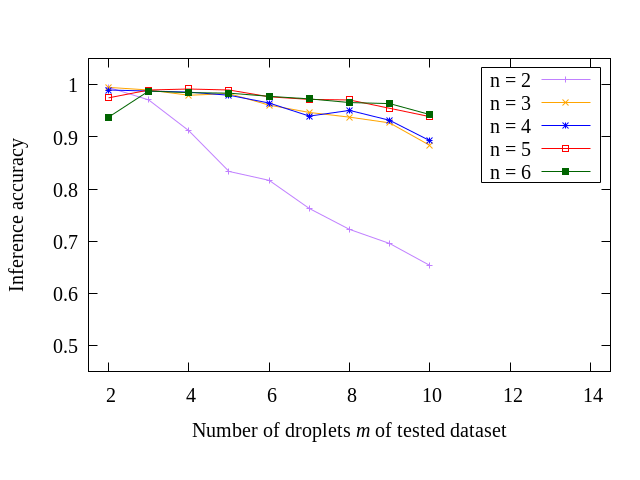 1
0.9
0.8
0.7
0.6
0.5
Inference accuracy
n = 2
n = 3
n = 4
n = 5
n = 6
2 4 6 8 10 12 14
Number of droplets m of tested dataset